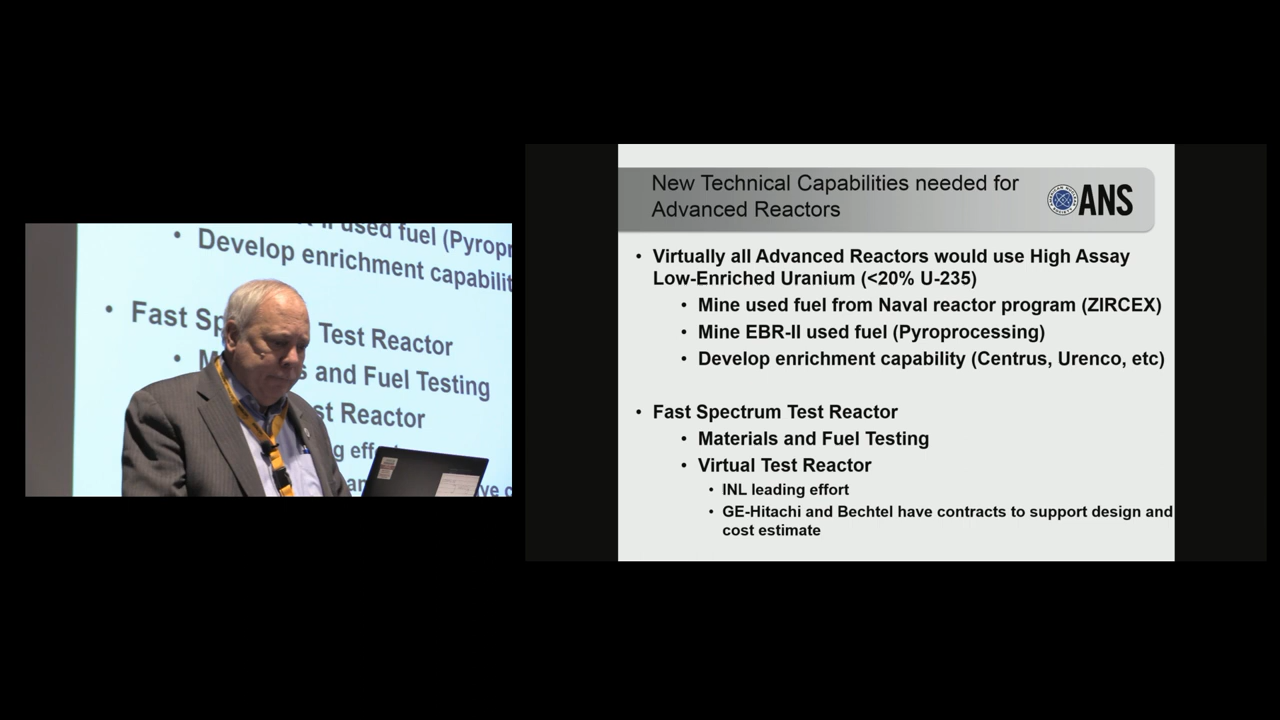 used fuel (Pyrop
• Develop enrichment capabilit
• Fast Sp Test Reactor
• M s and Fuel Testing
st Reactor
g eff
an ve c
New Technical Capabilities needed for
Advanced Reactors
ANS
• Virtually all Advanced Reactors would use High Assay
Low-Enriched Uranium (<20% U-235)
• Mine used fuel from Naval reactor program (ZIRCEX)
• Mine EBR-II used fuel (Pyroprocessing)
• Develop enrichment capability (Centrus, Urenco, etc)
• Fast Spectrum Test Reactor
• Materials and Fuel Testing
• Virtual Test Reactor
• INL leading effort
• GE-Hitachi and Bechtel have contracts to support design and
cost estimate